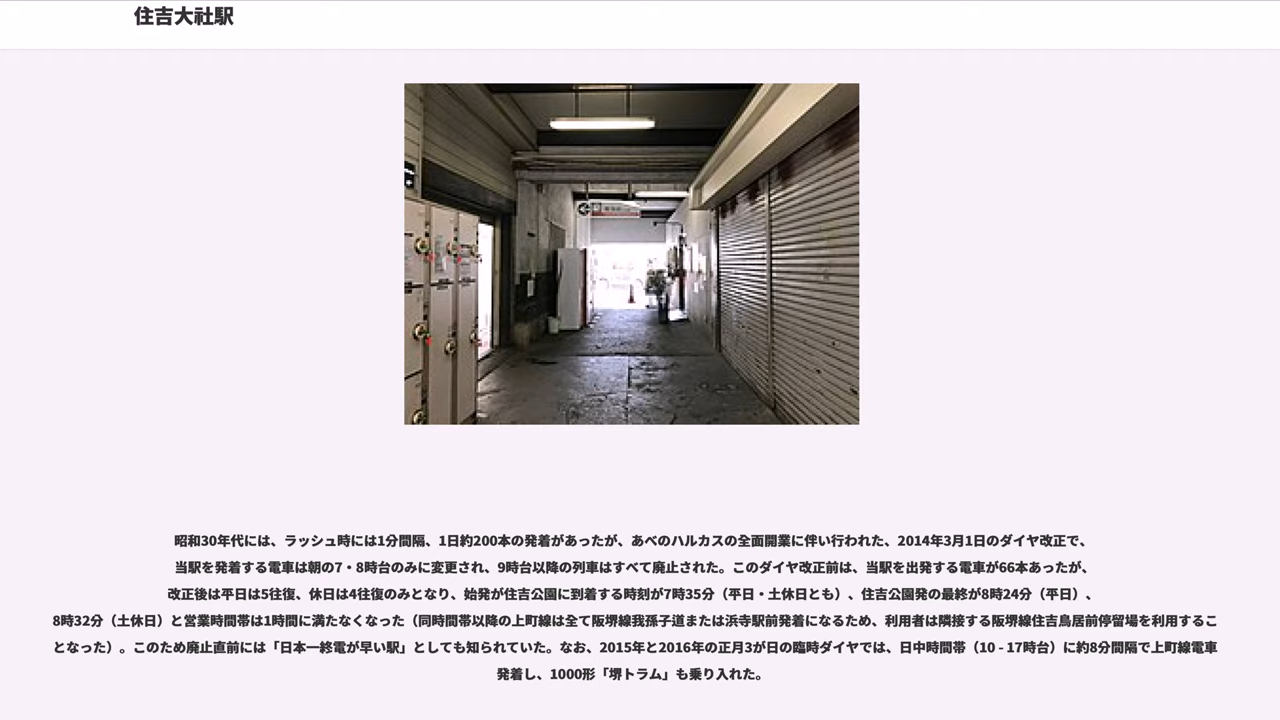 住吉大社駅
昭和30年代には、ラッシュ時には1分間隔、1日約200本の発着があったが、あべのハルカスの全面開業に伴い行われた、2014年3月1日のダイヤ改正で、
当駅を発着する電車は朝の7・8時台のみに変更され、9時台以降の列車はすべて廃止された。このダイヤ改正前は、当駅を出発する電車が66本あったが、
改正後は平日は5往復、休日は4往復のみとなり、始発が住吉公園に到着する時刻が7時35分（平日・土休日とも）、住吉公園発の最終が8時24分（平日）、
8時32分（土休日）と営業時間帯は1時間に満たなくなった（同時間帯以降の上町線は全て阪堺線我孫子道または浜寺駅前発着になるため、利用者は隣接する阪堺線住吉鳥居前停留場を利用するこ
となった）。このため廃止直前には「日本一終電が早い駅」としても知られていた。なお、2015年と2016年の正月3が日の臨時ダイヤでは、日中時間帯（10 - 17時台）に約8分間隔で上町線電車
発着し、1000形「堺トラム」も乗り入れた。